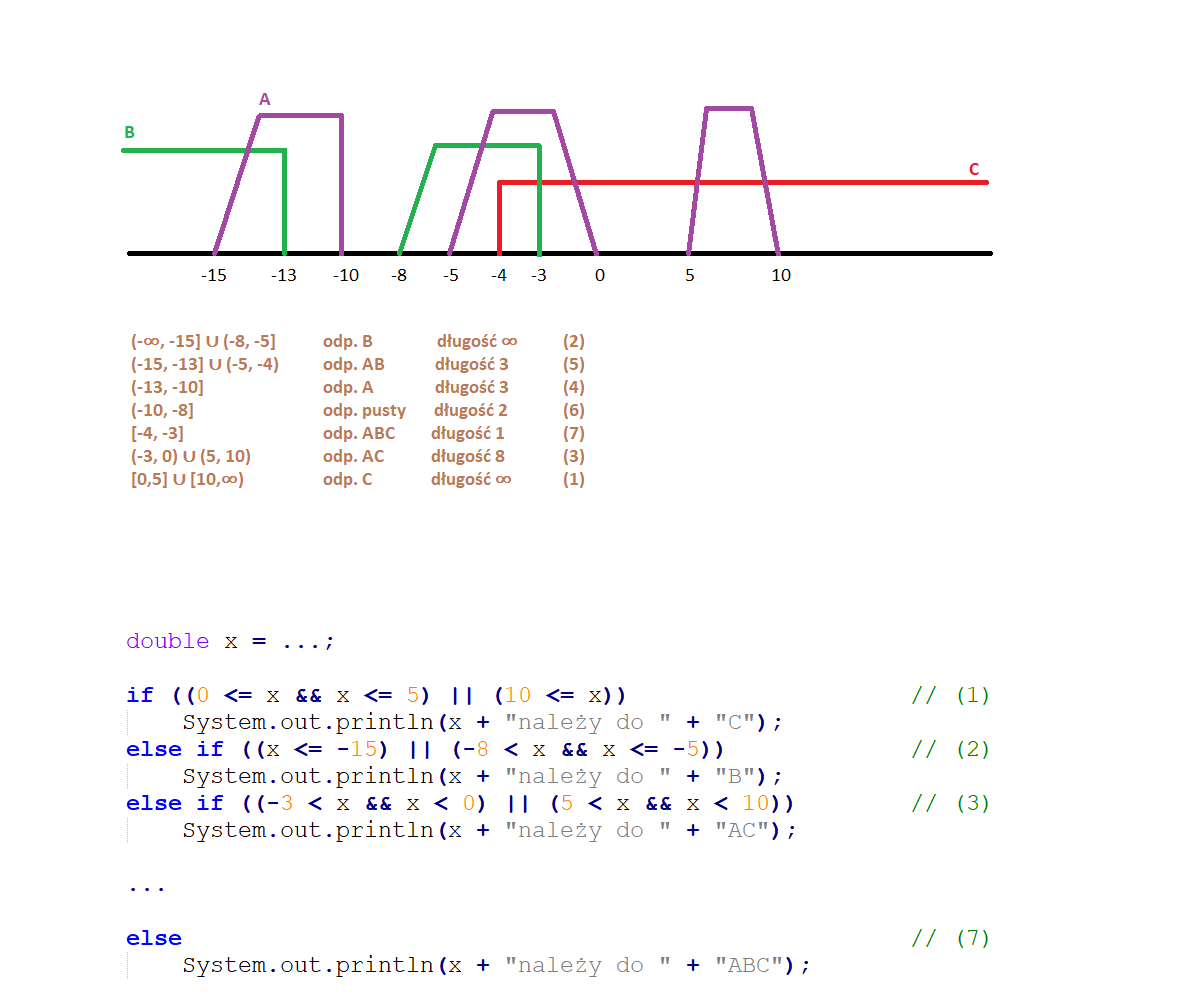 A
B
C
-15 -13 -10 -8 -5 -4 -3 0 5 10
(-∞, -15] ∪ (-8, -5] odp. B długość ∞ (2)
(-15, -13] ∪ (-5, -4) odp. AB długość 3 (5)
(-13, -10] odp. A długość 3 (4)
(-10, -8] odp. pusty długość 2 (6)
[-4, -3] odp. ABC długość 1 (7)
(-3, 0) ∪ (5, 10) odp. AC długość 8 (3)
[0,5] ∪ [10,∞) odp. C długość ∞ (1)
double x = ...;
if ((0 <= x && x <= 5) || (10 <= x)) // (1)
System.out.println(x + "należy do " + "C");
else if ((x <= -15) || (-8 < x && x <= -5)) // (2)
System.out.println(x + "należy do " + "B");
else if ((-3 < x && x < 0) || (5 < x && x < 10)) // (3)
System.out.println(x + "należy do " + "AC");
...
else // (7)
System.out.println(x + "należy do " + "ABC");